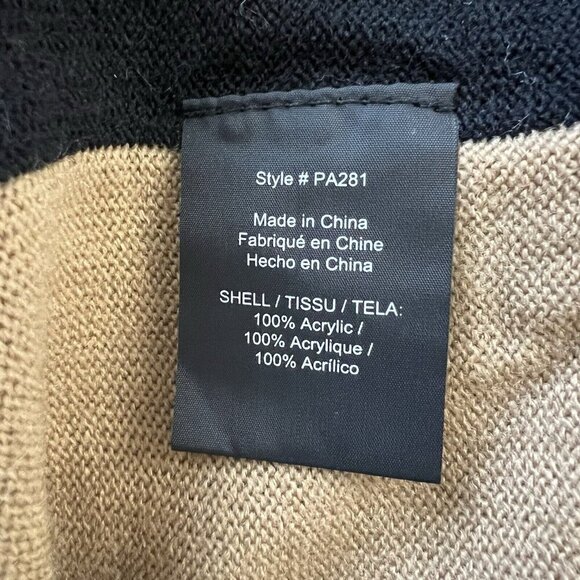 Style # PA281
Made in China
Fabriqué en Chine
Hecho en China
SHELL / TISSU / TELA:
100% Acrylic /
100% Acrylique /
100% Acrílico